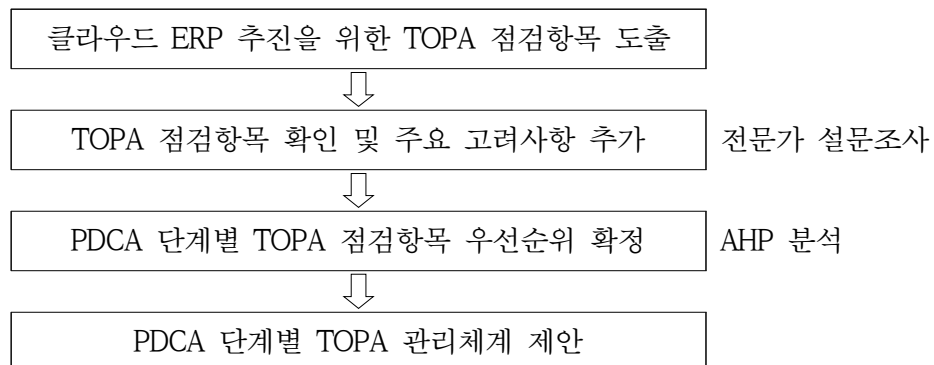 클라우드 ERP 추진을 위한 TOPA 점검항목 도출
TOPA 점검항목 확인 및 주요 고려사항 추가 전문가 설문조사
PDCA 단계별 TOPA 점검항목 우선순위 확정 AHP 분석
PDCA 단계별 TOPA 관리체계 제안